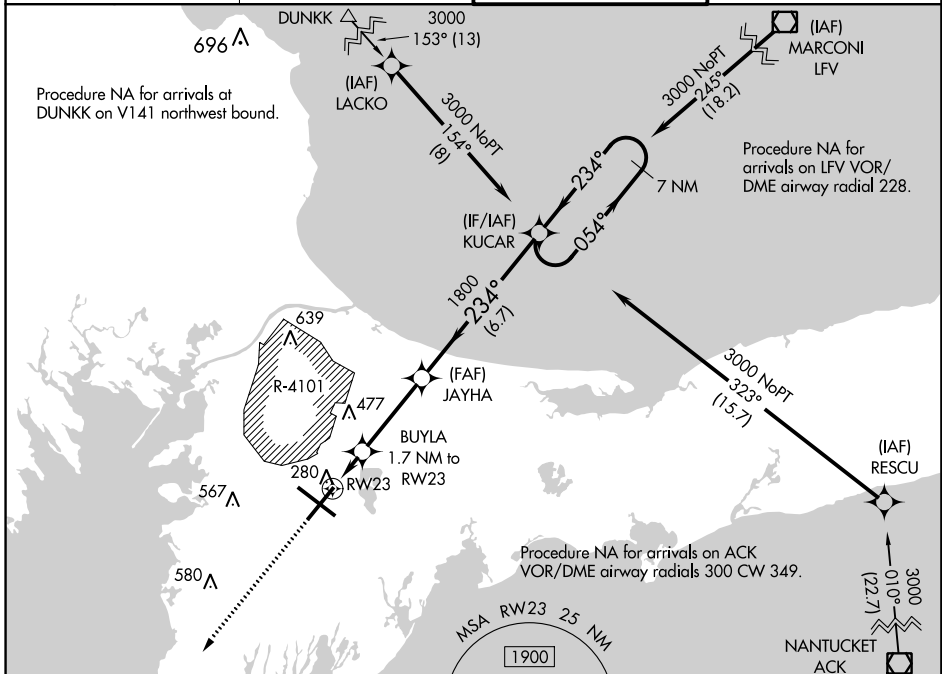 DUNKK
3000
153° (13)
696
(IAF)
LACKO
(IAF)
MARCONI
LFV
3000 NoPT
245°
(18.2)
Procedure NA for arrivals at
DUNKK on V141 northwest bound.
3000 NoPT
154°
(8)
Procedure NA for
arrivals on LFV VOR/
DME airway radial 228.
234°
7 NM
054°
(IF/IAF)
KUCAR
1800
234°
(6.7)
639
R-4101
(FAF)
JAYHA
477
3000 NoPT
323°
(15.7)
BUYLA
1.7 NM to
RW23
280
RW23
567
(IAF)
RESCU
Procedure NA for arrivals on ACK
VOR/DME airway radials 300 CW 349.
580
3000
010°
(22.7)
MSA RW23 25 NM
1900
NANTUCKET
ACK